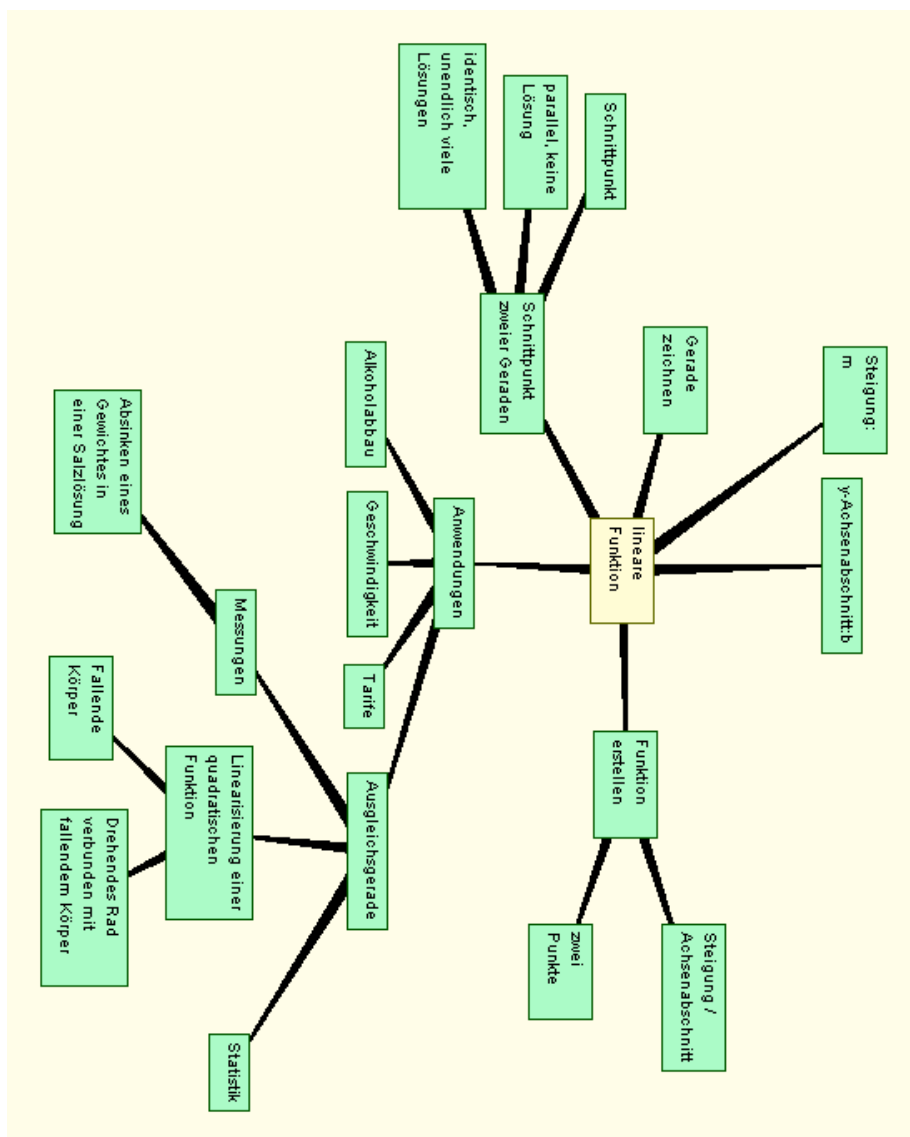 Steigung:
m
y-Achsenabschnitt:b
Gerade
zeichnen
lineare
Funktion
Schnittpunkt
parallel, keine
Lösung
identisch,
unendlich viele
Lösungen
Schnittpunkt
zweier Geraden
Funktion
erstellen
Steigung /
Achsenabschnitt
zwei
Punkte
Anwendungen
Alkoholabbau
Geschwindigkeit
Tarife
Ausgleichsgerade
Messungen
Absinken eines
Gewichtes in
einer Salzlösung
Linearisierung einer
quadratischen
Funktion
Fallende
Körper
Drehendes Rad
verbunden mit
fallendem Körper
Statistik